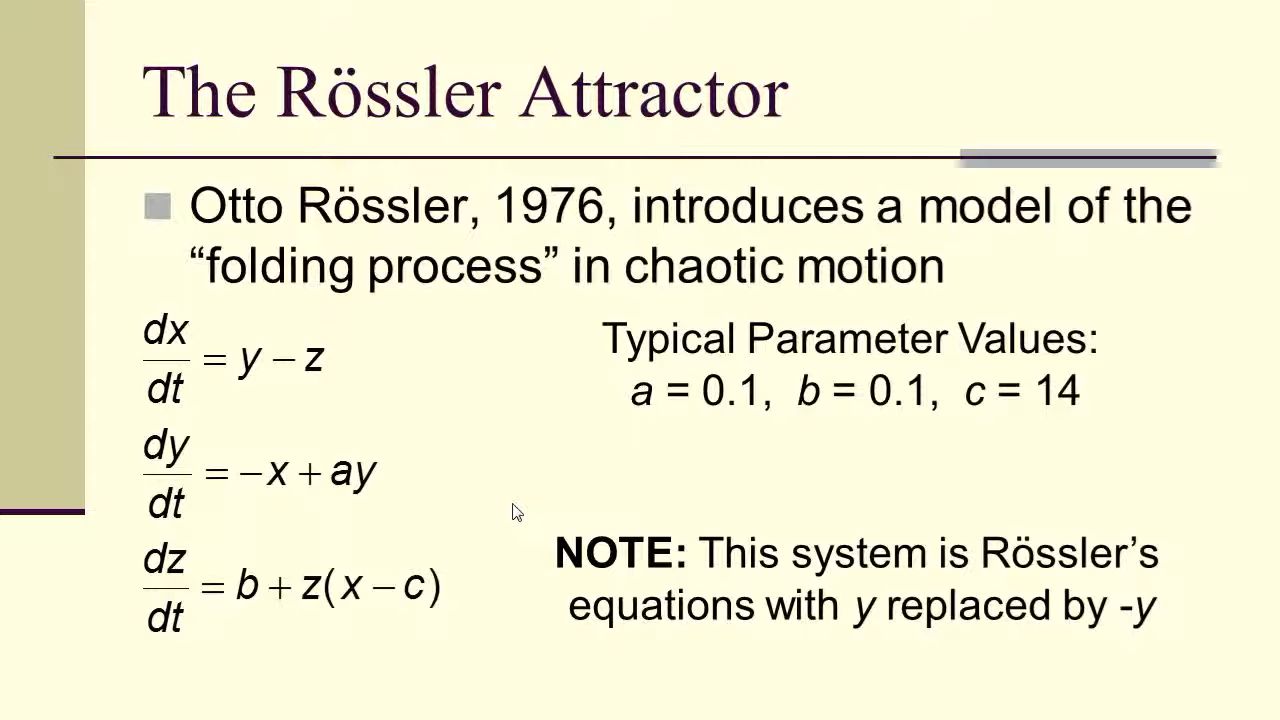 The Rössler Attractor
Otto Rössler, 1976, introduces a model of the
“folding process” in chaotic motion
dx/dt = y − z
Typical Parameter Values:
a = 0.1, b = 0.1, c = 14
dy/dt = −x + ay
dz/dt = b + z(x − c)
NOTE: This system is Rössler’s
equations with y replaced by -y